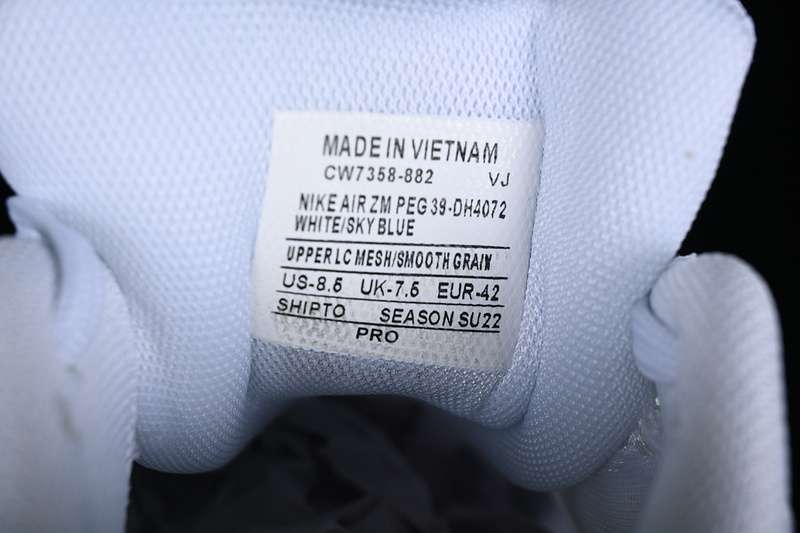 MADE IN VIETNAM
CW7358-882 VJ
NIKE AIR ZM PEG 39-DH4072
WHITE/SKY BLUE
UPPER LC MESH/SMOOTH GRAIN
US-8.5 UK-7.5 EUR-42
SHIPTO SEASON SU22
PRO